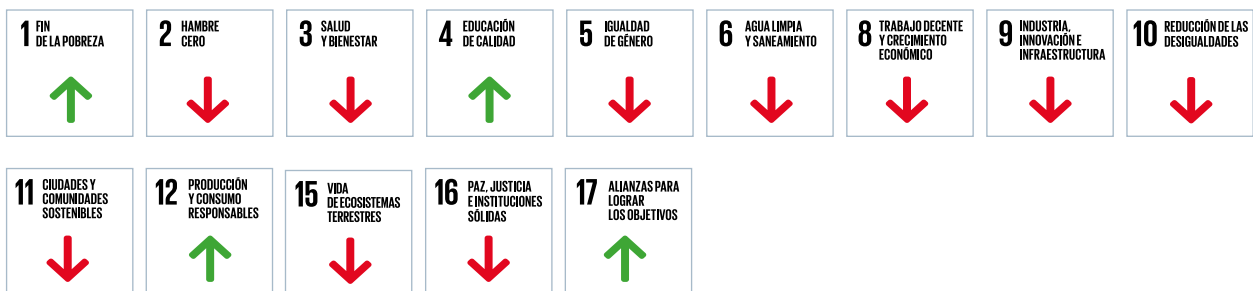 1 FIN
DE LA POBREZA
2 HAMBRE
CERO
3 SALUD
Y BIENESTAR
4 EDUCACIÓN
DE CALIDAD
5 IGUALDAD
DE GÉNERO
6 AGUA LIMPIA
Y SANEAMIENTO
8 TRABAJO DECENTE
Y CRECIMIENTO
ECONÓMICO
9 INDUSTRIA,
INNOVACIÓN E
INFRAESTRUCTURA
10 REDUCCIÓN DE LAS
DESIGUALDADES
11 CIUDADES Y
COMUNIDADES
SOSTENIBLES
12 PRODUCCIÓN
Y CONSUMO
RESPONSABLES
15 VIDA
DE ECOSISTEMAS
TERRESTRES
16 PAZ, JUSTICIA
E INSTITUCIONES
SÓLIDAS
17 ALIANZAS PARA
LOGRAR
LOS OBJETIVOS